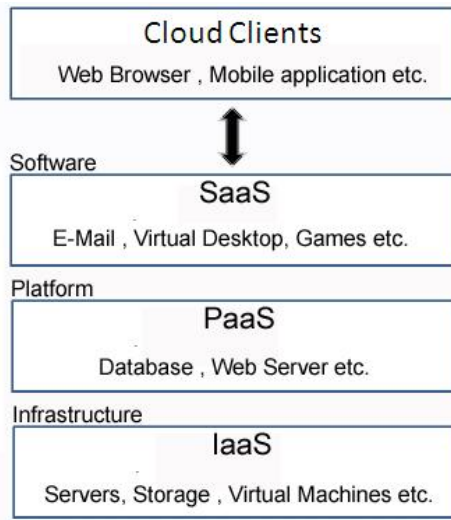 Cloud Clients
Web Browser , Mobile application etc.
Software
SaaS
E-Mail , Virtual Desktop, Games etc.
Platform
PaaS
Database , Web Server etc.
Infrastructure
IaaS
Servers, Storage , Virtual Machines etc.